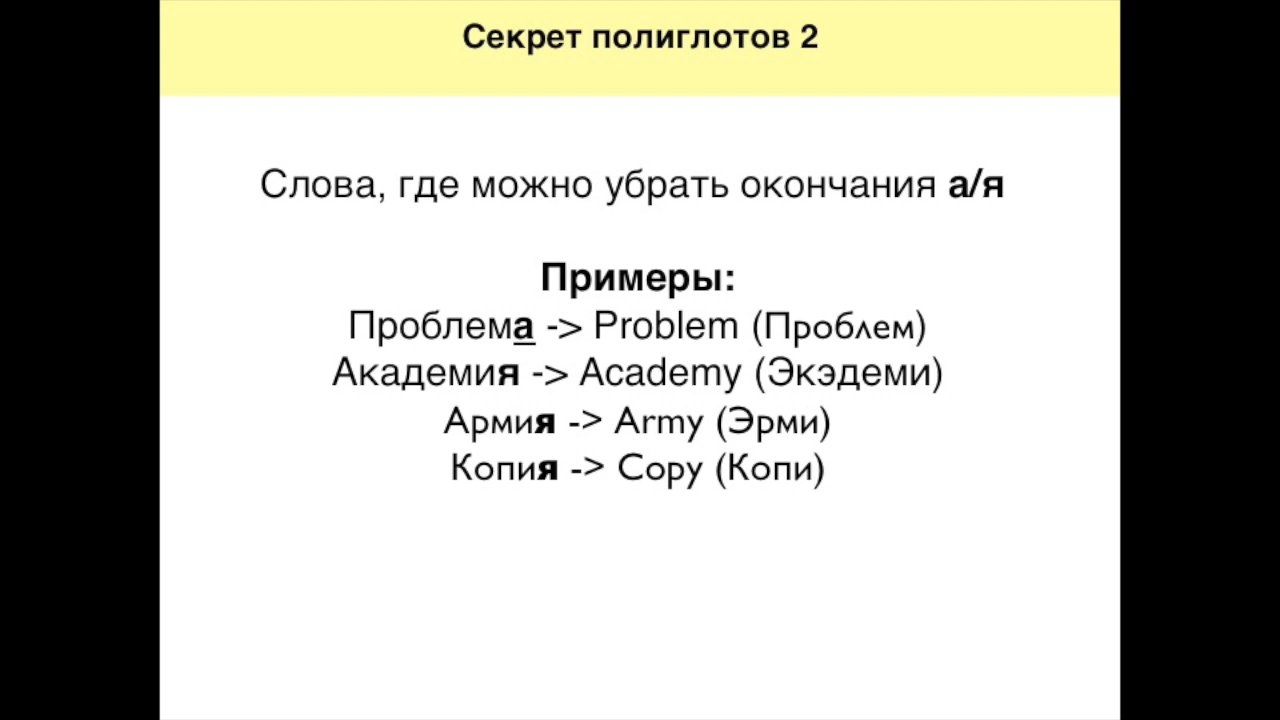 Секрет полиглотов 2
Слова, где можно убрать окончания а/я
Примеры:
Проблема -> Problem (Проблем)
Академия -> Academy (Экэдеми)
Армия -> Army (Эрми)
Копия -> Copy (Копи)